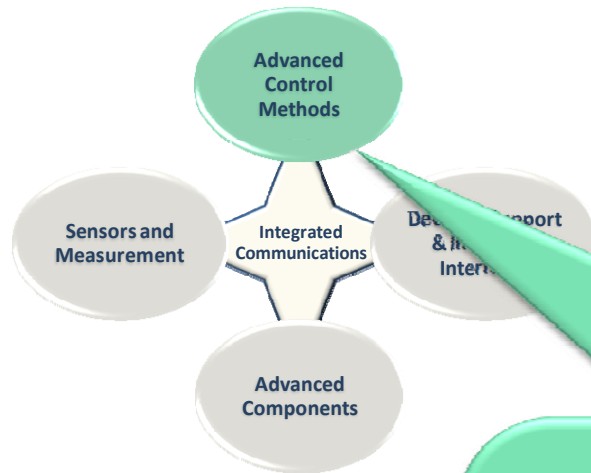 Advanced
Control
Methods
Sensors and
Measurement
Integrated
Communications
&
Advanced
Components